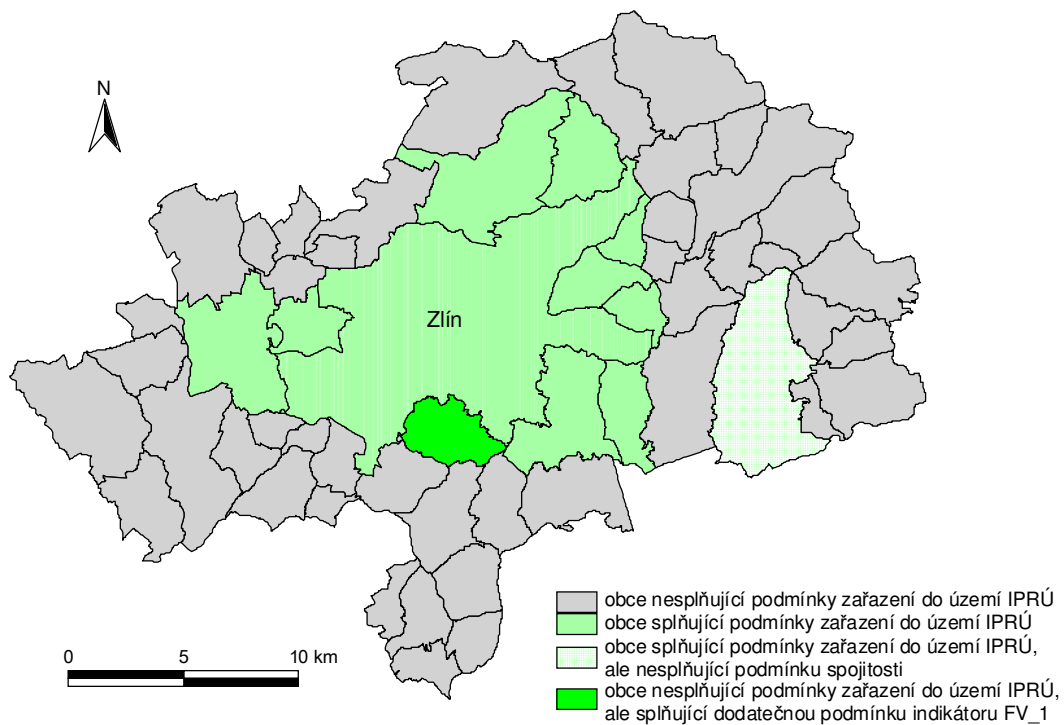 N
Zlín
obce nesplňující podmínky zařazení do území IPRÚ
obce splňující podmínky zařazení do území IPRÚ
obce splňující podmínky zařazení do území IPRÚ,
ale nesplňující podmínku spojitosti
obce nesplňující podmínky zařazení do území IPRÚ,
ale splňující dodatečnou podmínku indikátoru FV_1
0 5 10 km